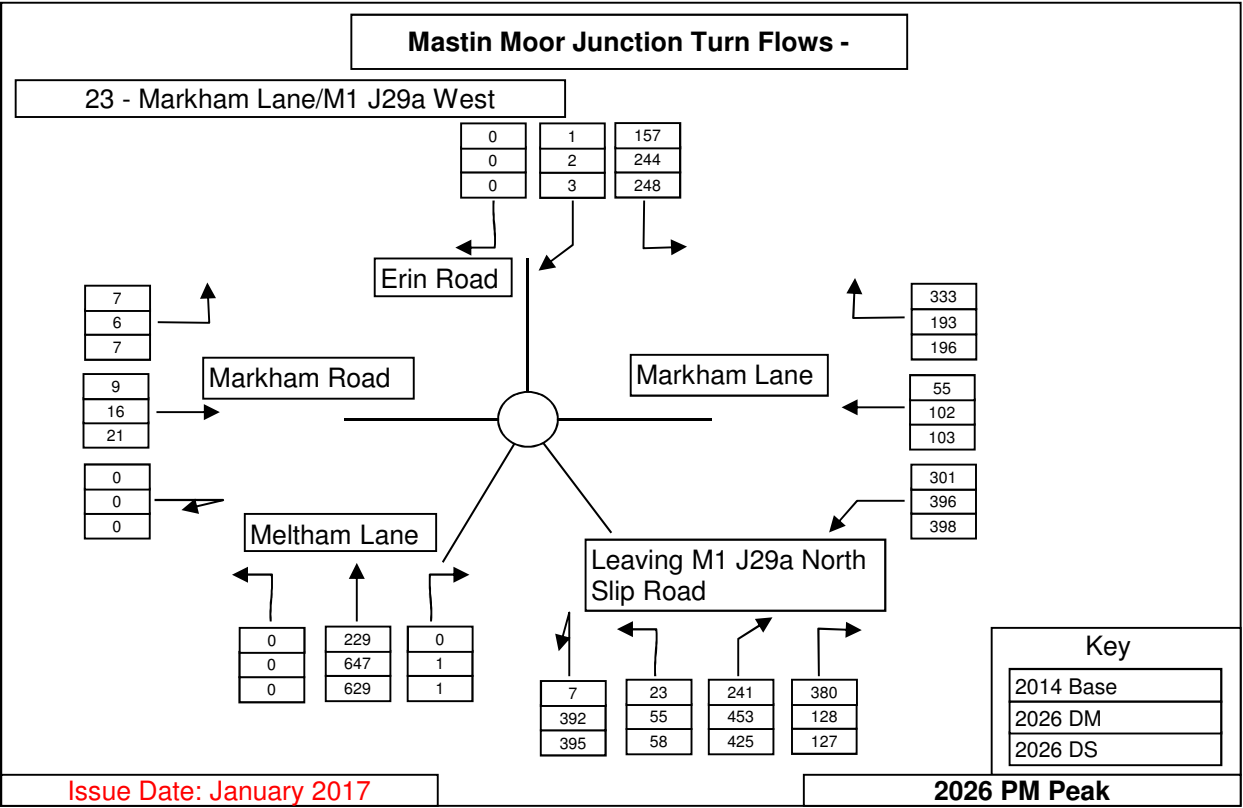 Mastin Moor Junction Turn Flows -
23 - Markham Lane/M1 J29a West
0 1 157
0 2 244
0 3 248
Erin Road
7
6
7
333
193
196
Markham Road
Markham Lane
9
16
21
55
102
103
0
0
0
301
396
398
Meltham Lane
Leaving M1 J29a North
Slip Road
0 229 0
0 647 1
0 629 1
7 23 241 380
392 55 453 128
395 58 425 127
Key
2014 Base
2026 DM
2026 DS
Issue Date: January 2017
2026 PM Peak